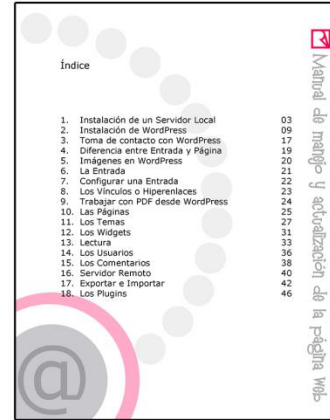 Índice
1. Instalación de un Servidor Local 03
2. Instalación de WordPress 09
3. Toma de contacto con WordPress 17
4. Diferencia entre Entrada y Página 19
5. Imágenes en WordPress 20
6. La Entrada 21
7. Configurar una Entrada 22
8. Los Vínculos o Hiperenlaces 23
9. Trabajar con PDF desde WordPress 24
10. Las Páginas 25
11. Los Temas 27
12. Los Widgets 31
13. Lectura 33
14. Los Usuarios 36
15. Los Comentarios 38
16. Servidor Remoto 40
17. Exportar e Importar 42
18. Los Plugins 46
Manual de manejo y actualización de la página web
@